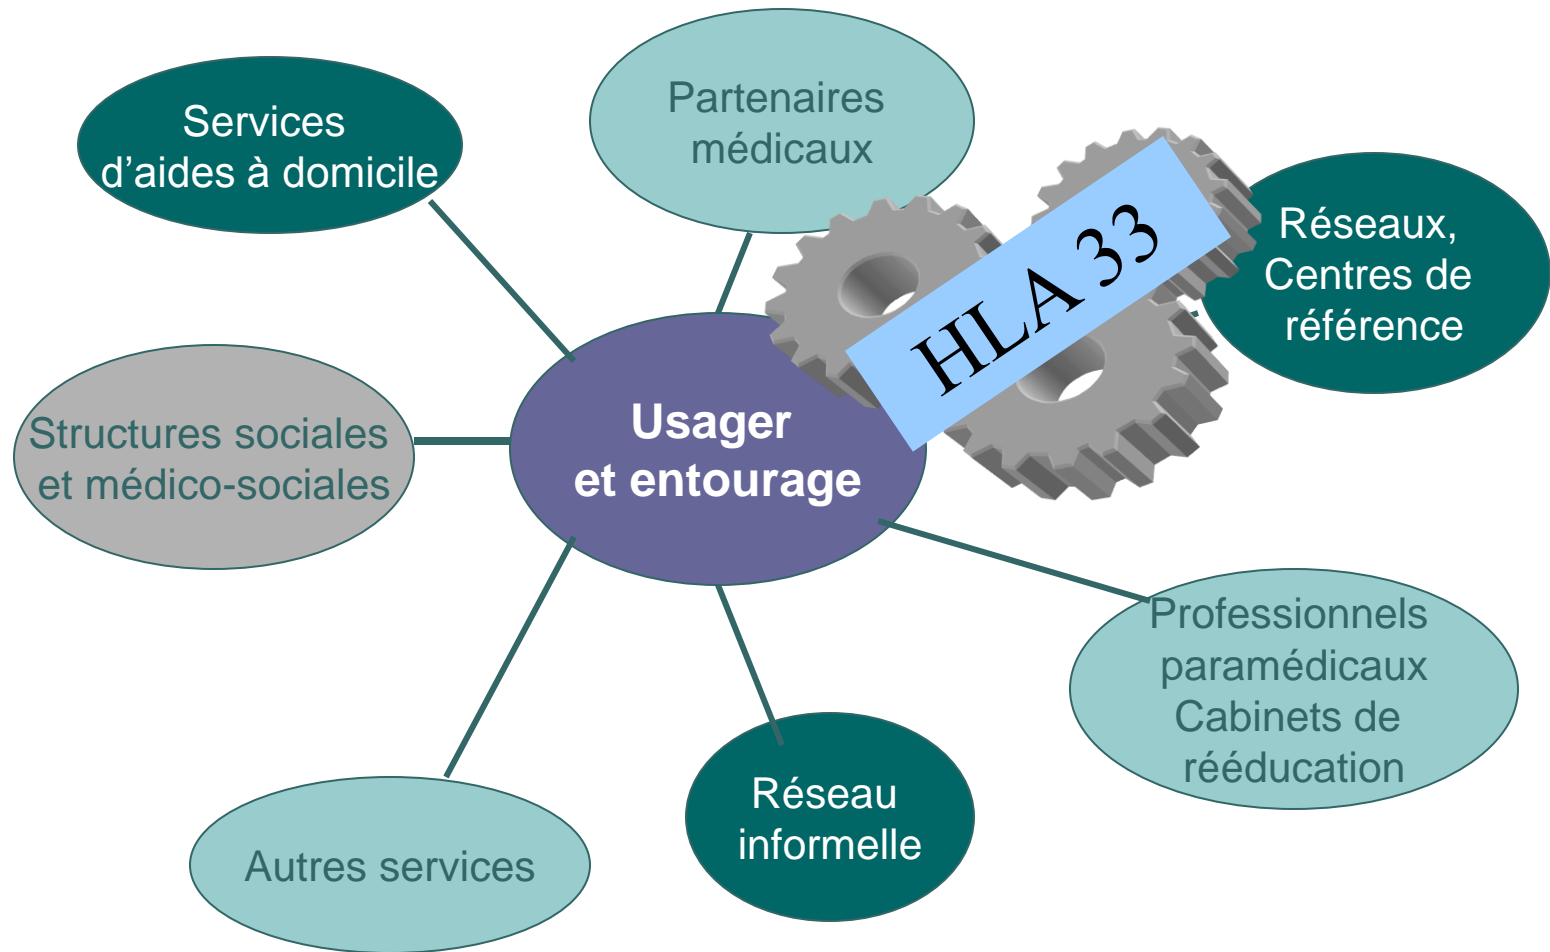 Services
d’aides à domicile
Partenaires
médicaux
HLA 33
Réseaux,
Centres de
référence
Structures sociales
et médico-sociales
Usager
et entourage
Professionnels
paramédicaux
Cabinets de
rééducation
Réseau
informelle
Autres services